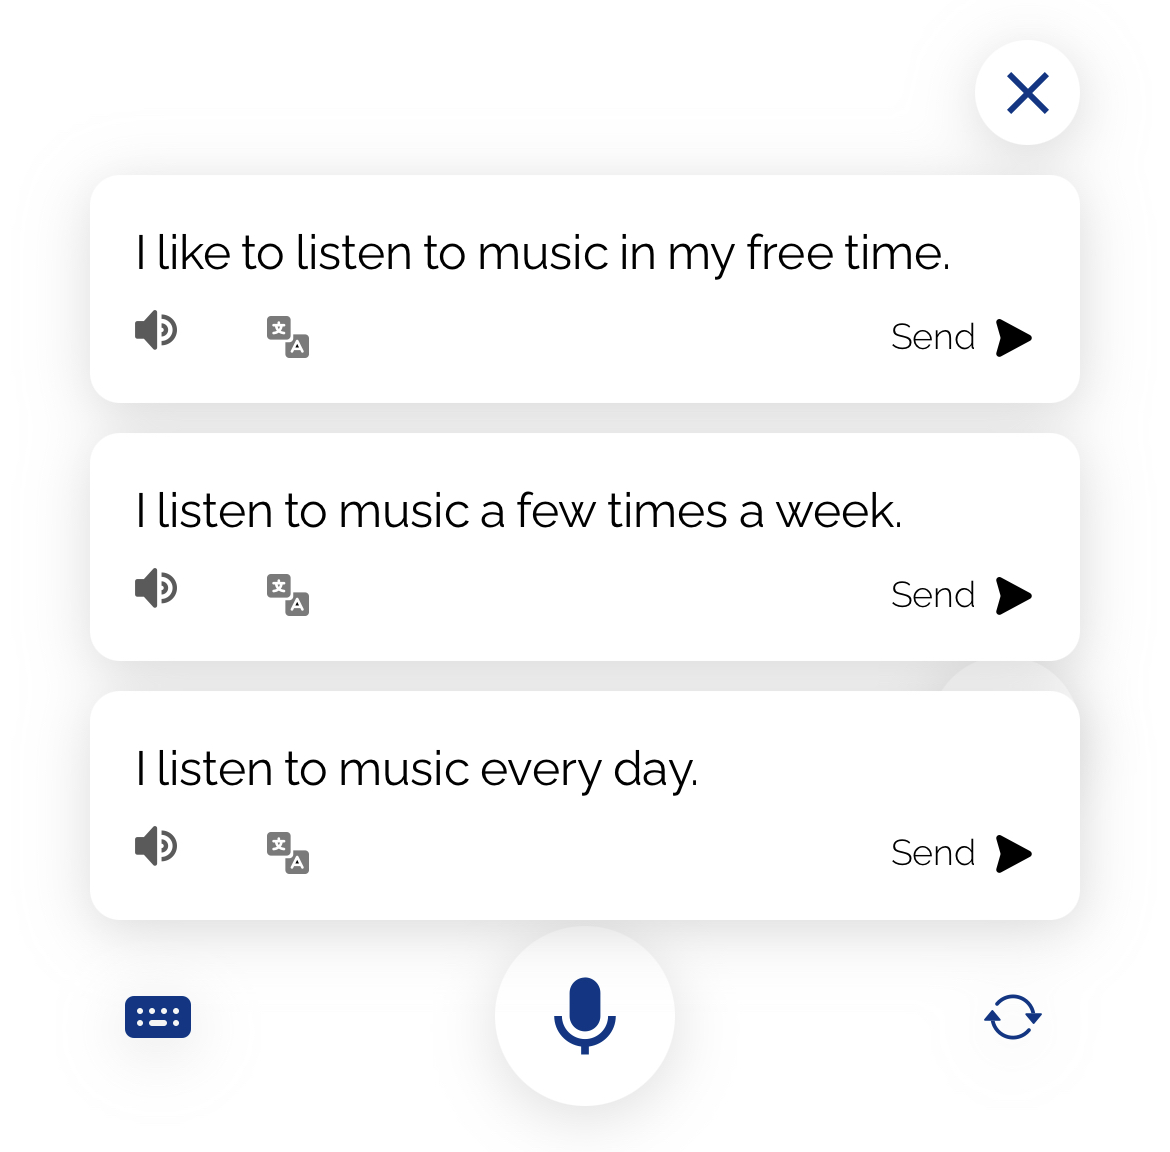 I like to listen to music in my free time.
Send
I listen to music a few times a week.
Send
I listen to music every day.
Send